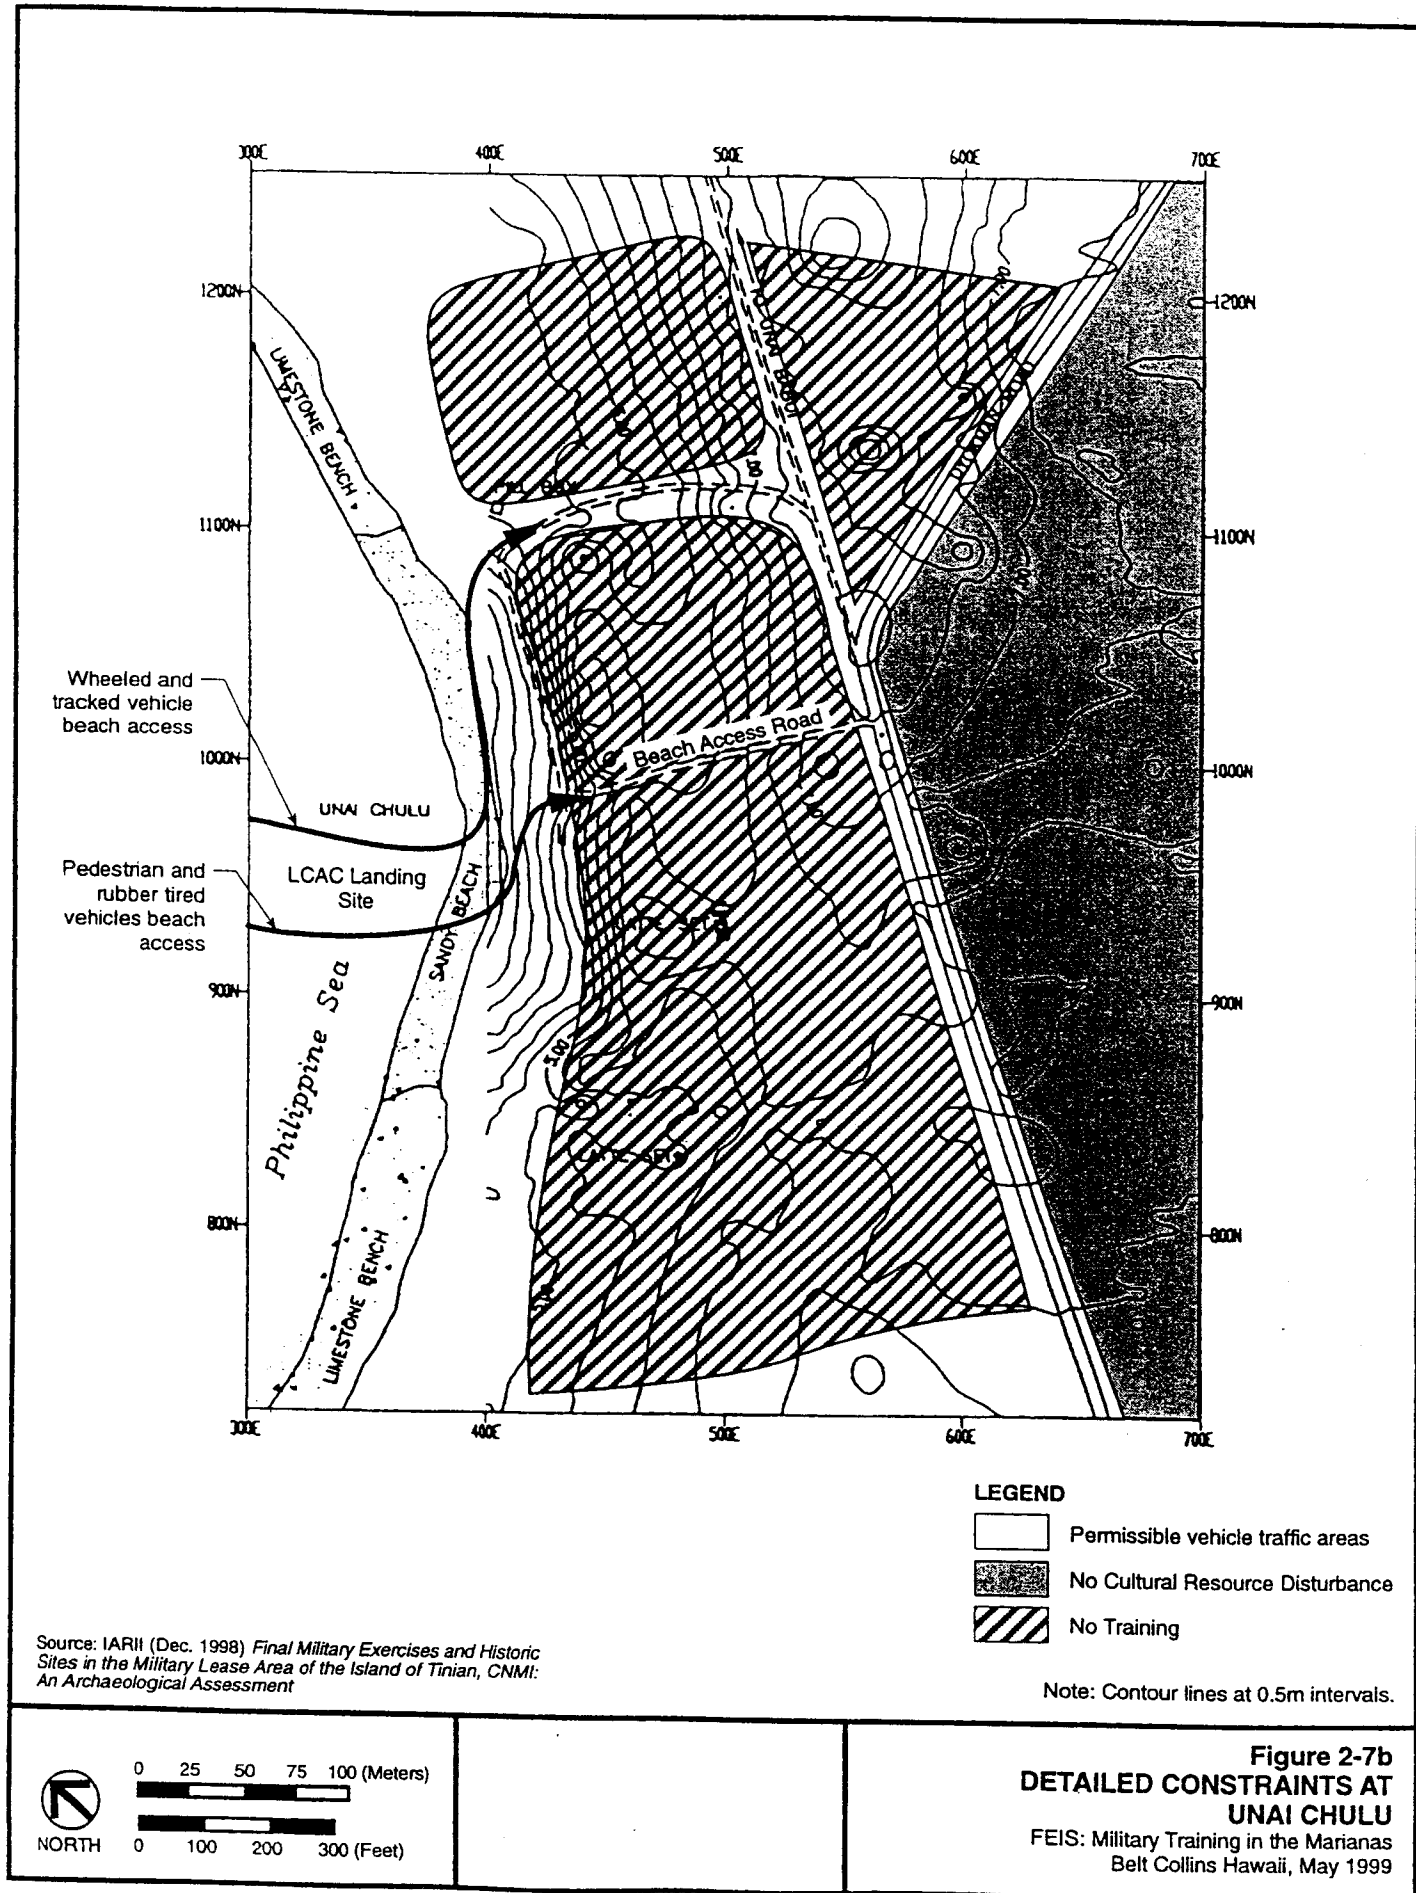 300E
400E
500E
600E
700E
1200N
1200N
LIMESTONE BENCH
TO UNAI BABUI
7.00
1100N
1100N
Wheeled and
tracked vehicle
beach access
Beach Access Road
1000N
1000N
UNAI CHULU
Pedestrian and
rubber tired
vehicles beach
access
LCAC Landing
Site
SANDY BEACH
Philippine Sea
900N
900N
5.00
800N
800N
LIMESTONE BENCH
300E
400E
500E
600E
700E
LEGEND
Permissible vehicle traffic areas
No Cultural Resource Disturbance
No Training
Source: IARII (Dec. 1998) Final Military Exercises and Historic
Sites in the Military Lease Area of the Island of Tinian, CNMI:
An Archaeological Assessment
Note: Contour lines at 0.5m intervals.
NORTH
0 25 50 75 100 (Meters)
0 100 200 300 (Feet)
Figure 2-7b
DETAILED CONSTRAINTS AT
UNAI CHULU
FEIS: Military Training in the Marianas
Belt Collins Hawaii, May 1999